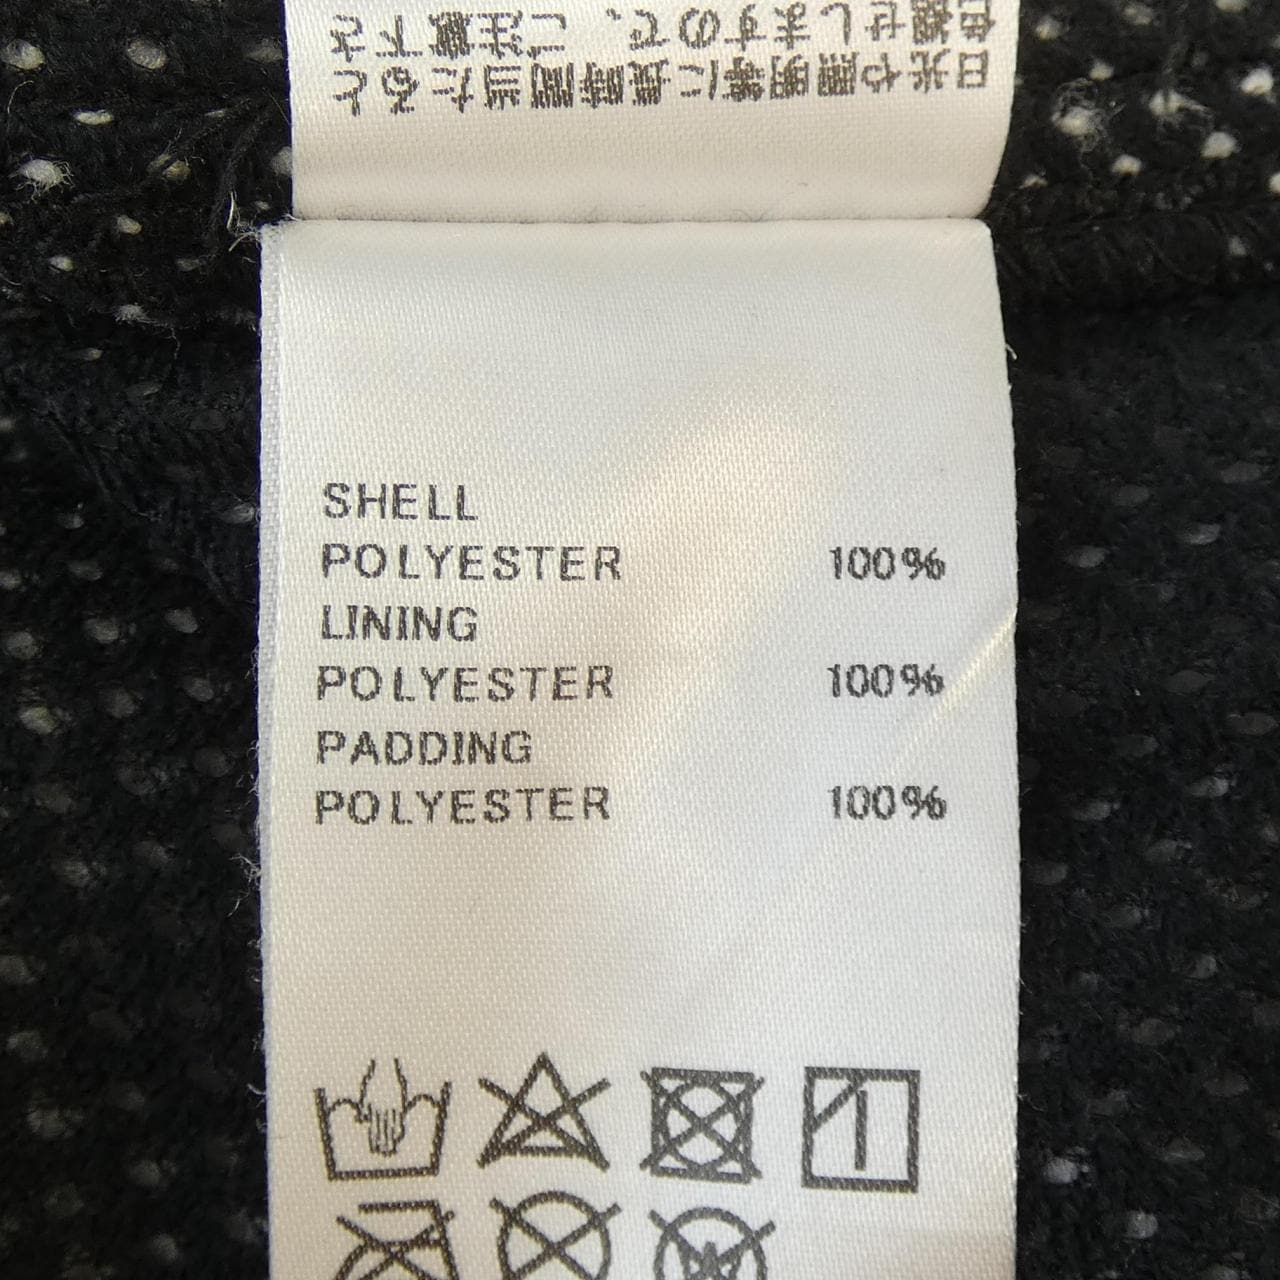 日光や照明等に長時間当たると
色褪せしますので、ご注意下さ
SHELL
POLYESTER 100%
LINING
POLYESTER 100%
PADDING
POLYESTER 100%